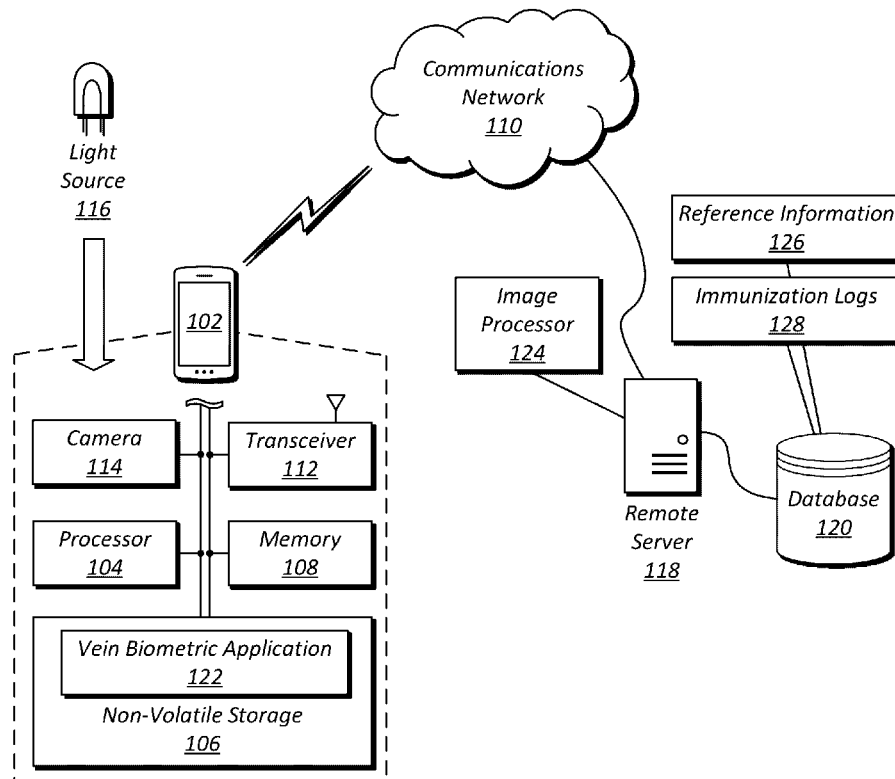 Communications
Network
110
Light
Source
116
Reference Information
126
102
Image
Processor
124
Immunization Logs
128
Camera
114
Transceiver
112
Database
120
Remote
Server
118
Processor
104
Memory
108
Vein Biometric Application
122
Non-Volatile Storage
106